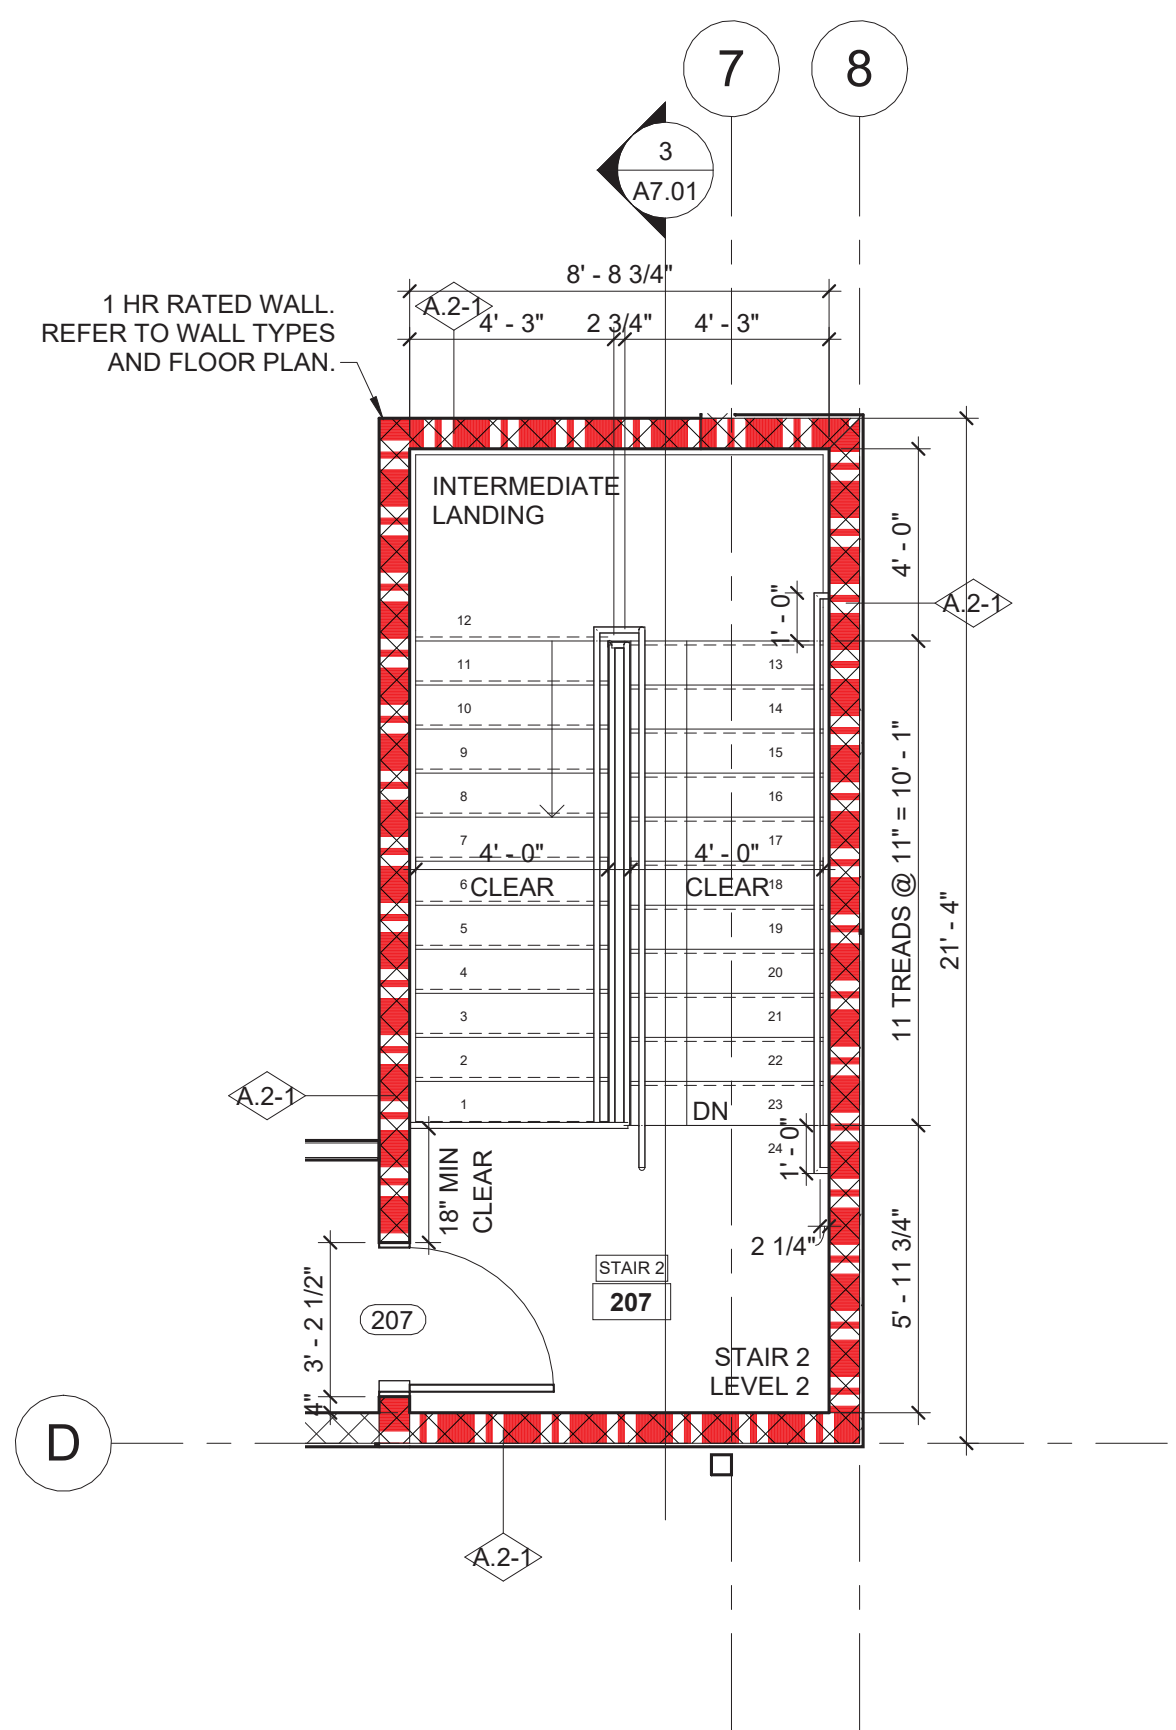 7
8
3
A7.01
8' - 8 3/4"
A.2-1
4' - 3"
2 3/4"
4' - 3"
1 HR RATED WALL.
REFER TO WALL TYPES
AND FLOOR PLAN.
INTERMEDIATE
LANDING
4' - 0"
1' - 0"
A.2-1
12
11
10
9
8
7
6
5
4
3
2
1
13
14
15
16
17
18
19
20
21
22
23
24
4' - 0"
CLEAR
4' - 0"
CLEAR
11 TREADS @ 11" = 10' - 1"
21' - 4"
A.2-1
DN
1' - 0"
18" MIN
CLEAR
2 1/4"
5' - 11 3/4"
STAIR 2
207
3' - 2 1/2"
207
4"
STAIR 2
LEVEL 2
D
A.2-1